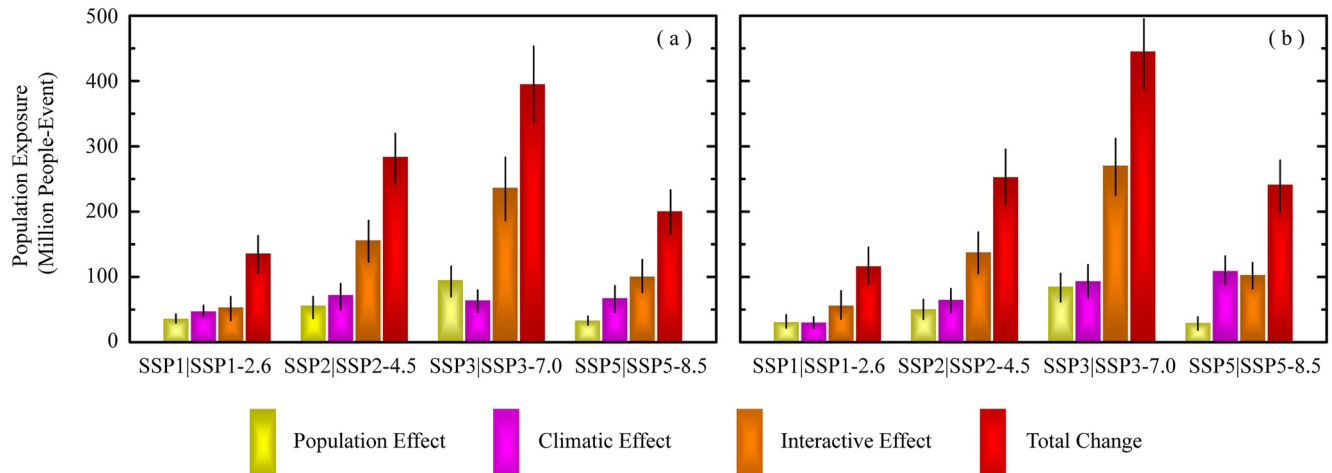 Population Exposure
(Million People-Event)
500
400
300
200
100
0
( a )
( b )
SSP1|SSP1-2.6 SSP2|SSP2-4.5 SSP3|SSP3-7.0 SSP5|SSP5-8.5
SSP1|SSP1-2.6 SSP2|SSP2-4.5 SSP3|SSP3-7.0 SSP5|SSP5-8.5
Population Effect Climatic Effect Interactive Effect Total Change